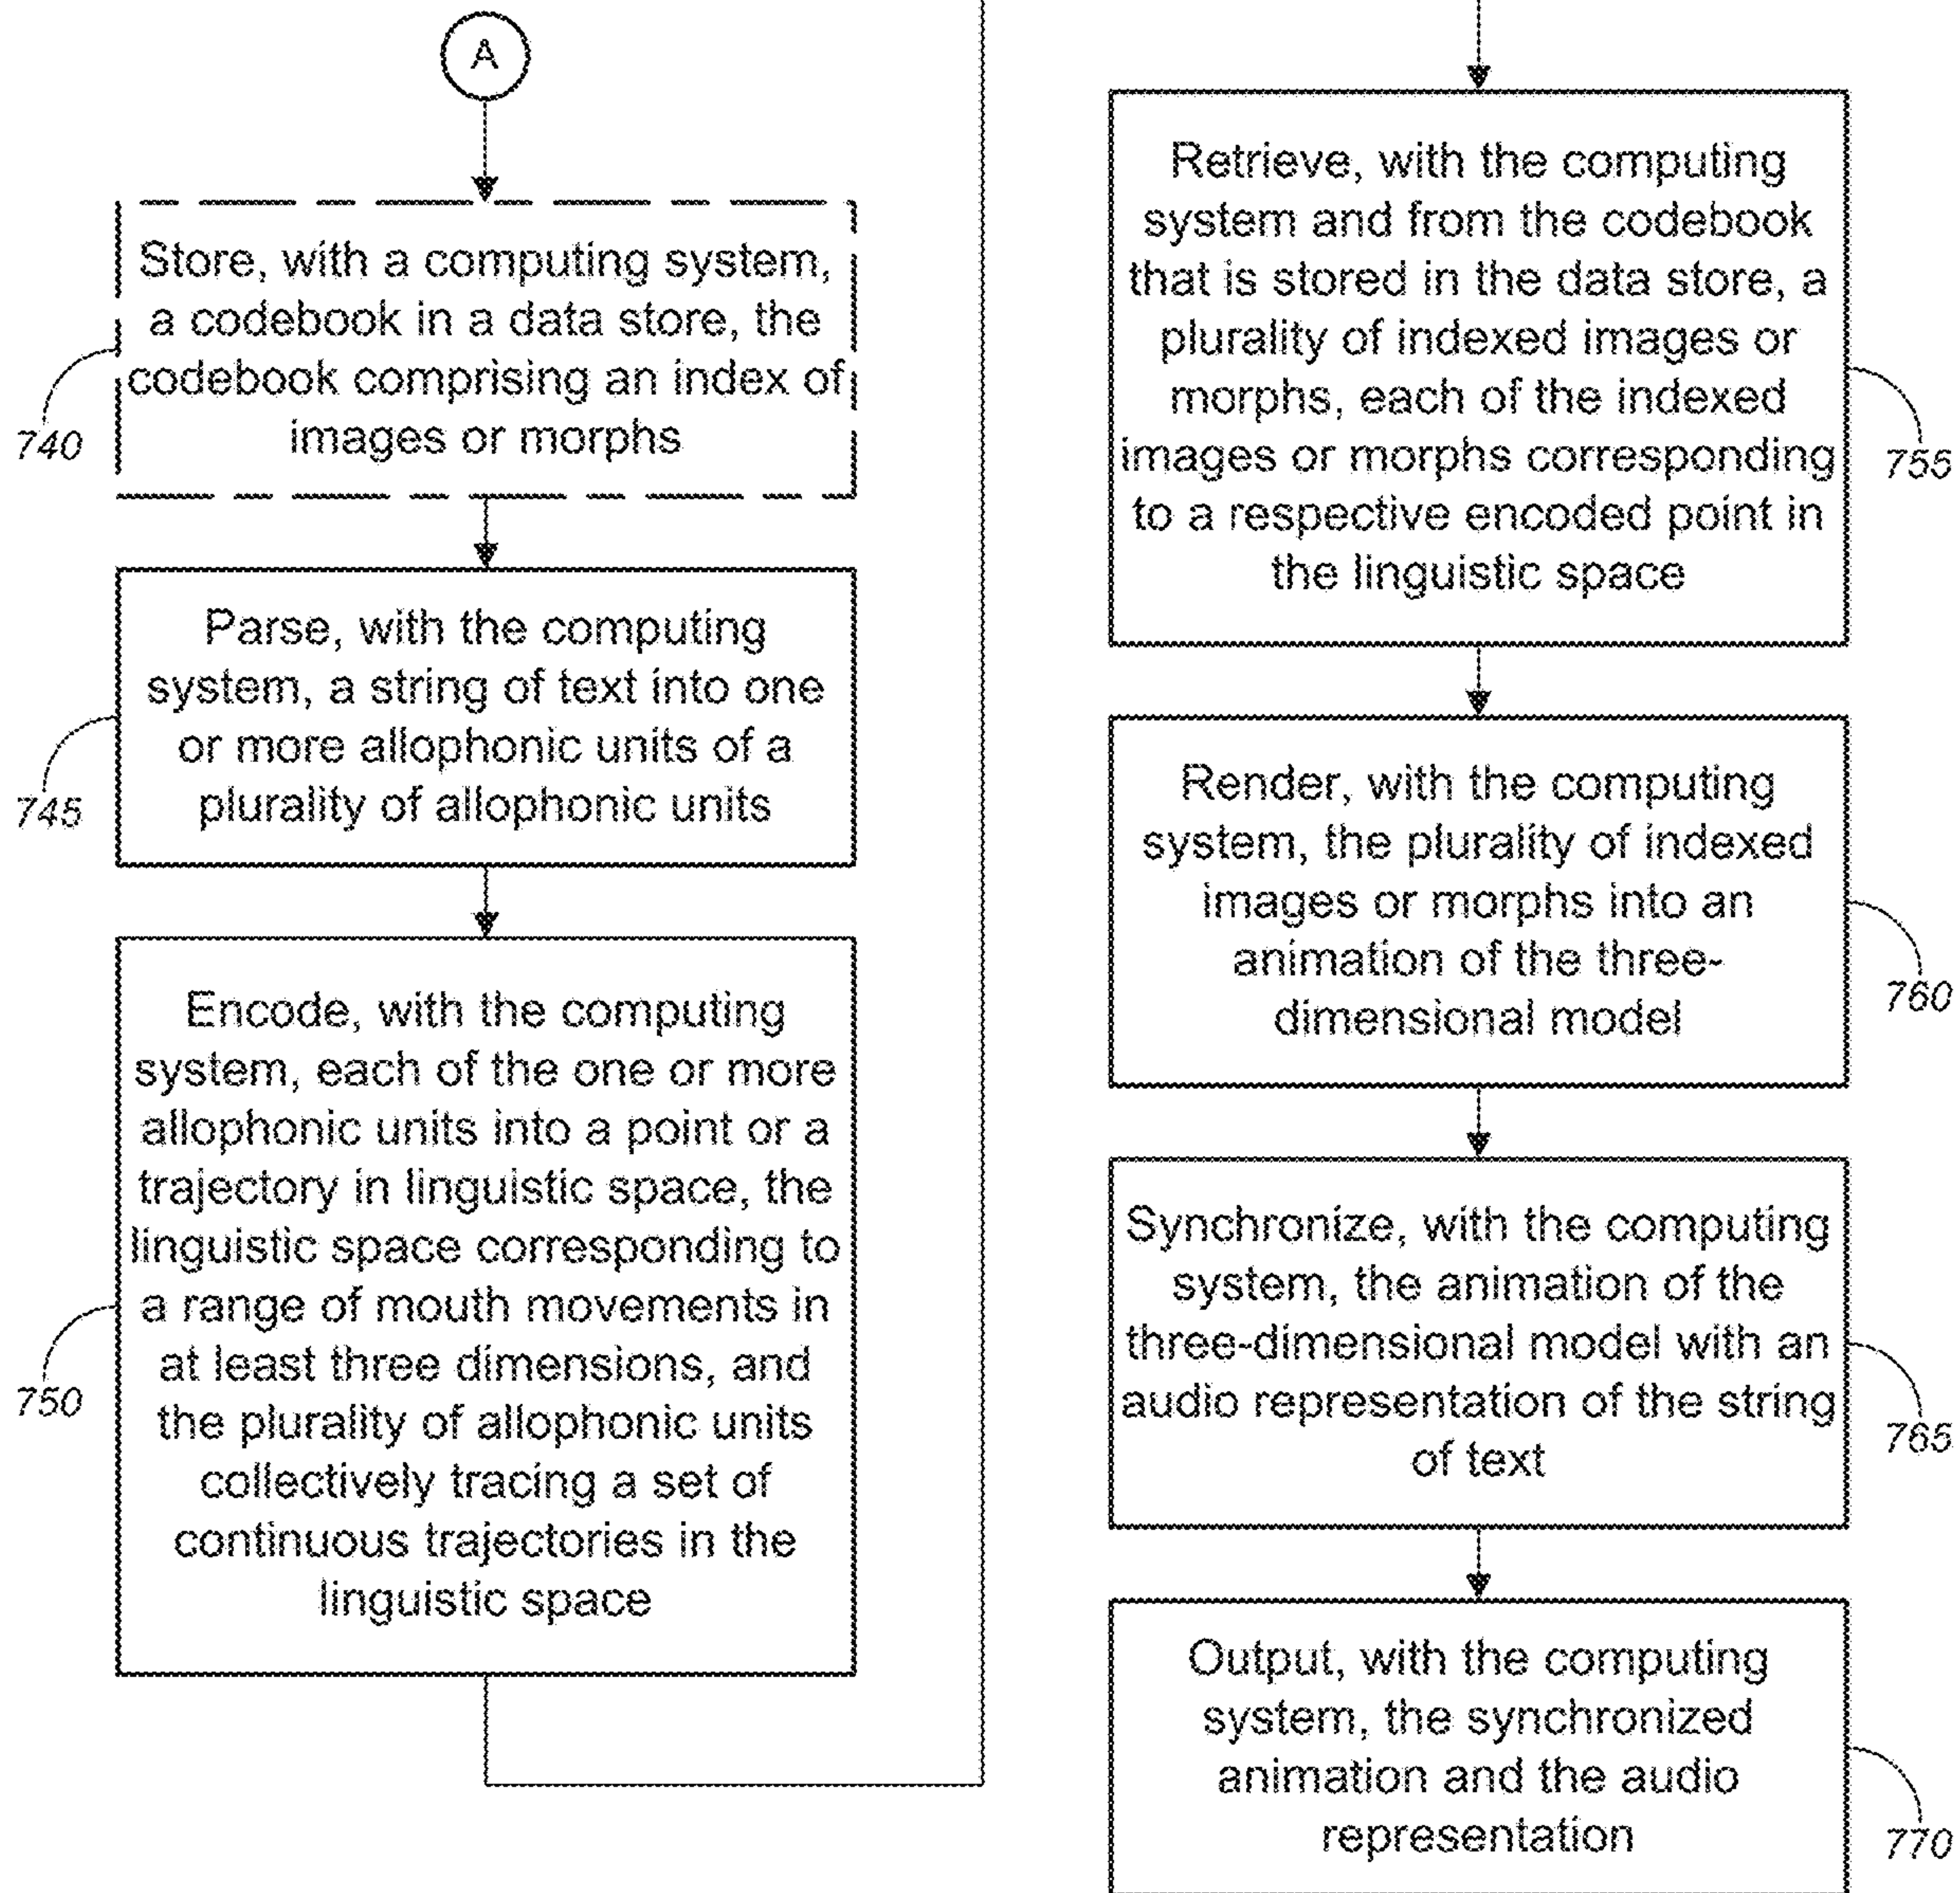 A
Store, with a computing system,
a codebook in a data store, the
codebook comprising an index of
images or morphs
740
Parse, with the computing
system, a string of text into one
or more allophonic units of a
plurality of allophonic units
745
Encode, with the computing
system, each of the one or more
allophonic units into a point or a
trajectory in linguistic space, the
linguistic space corresponding to
a range of mouth movements in
at least three dimensions, and
the plurality of allophonic units
collectively tracing a set of
continuous trajectories in the
linguistic space
750
Retrieve, with the computing
system and from the codebook
that is stored in the data store, a
plurality of indexed images or
morphs, each of the indexed
images or morphs corresponding
to a respective encoded point in
the linguistic space
755
Render, with the computing
system, the plurality of indexed
images or morphs into an
animation of the three-
dimensional model
760
Synchronize, with the computing
system, the animation of the
three-dimensional model with an
audio representation of the string
of text
765
Output, with the computing
system, the synchronized
animation and the audio
representation
770